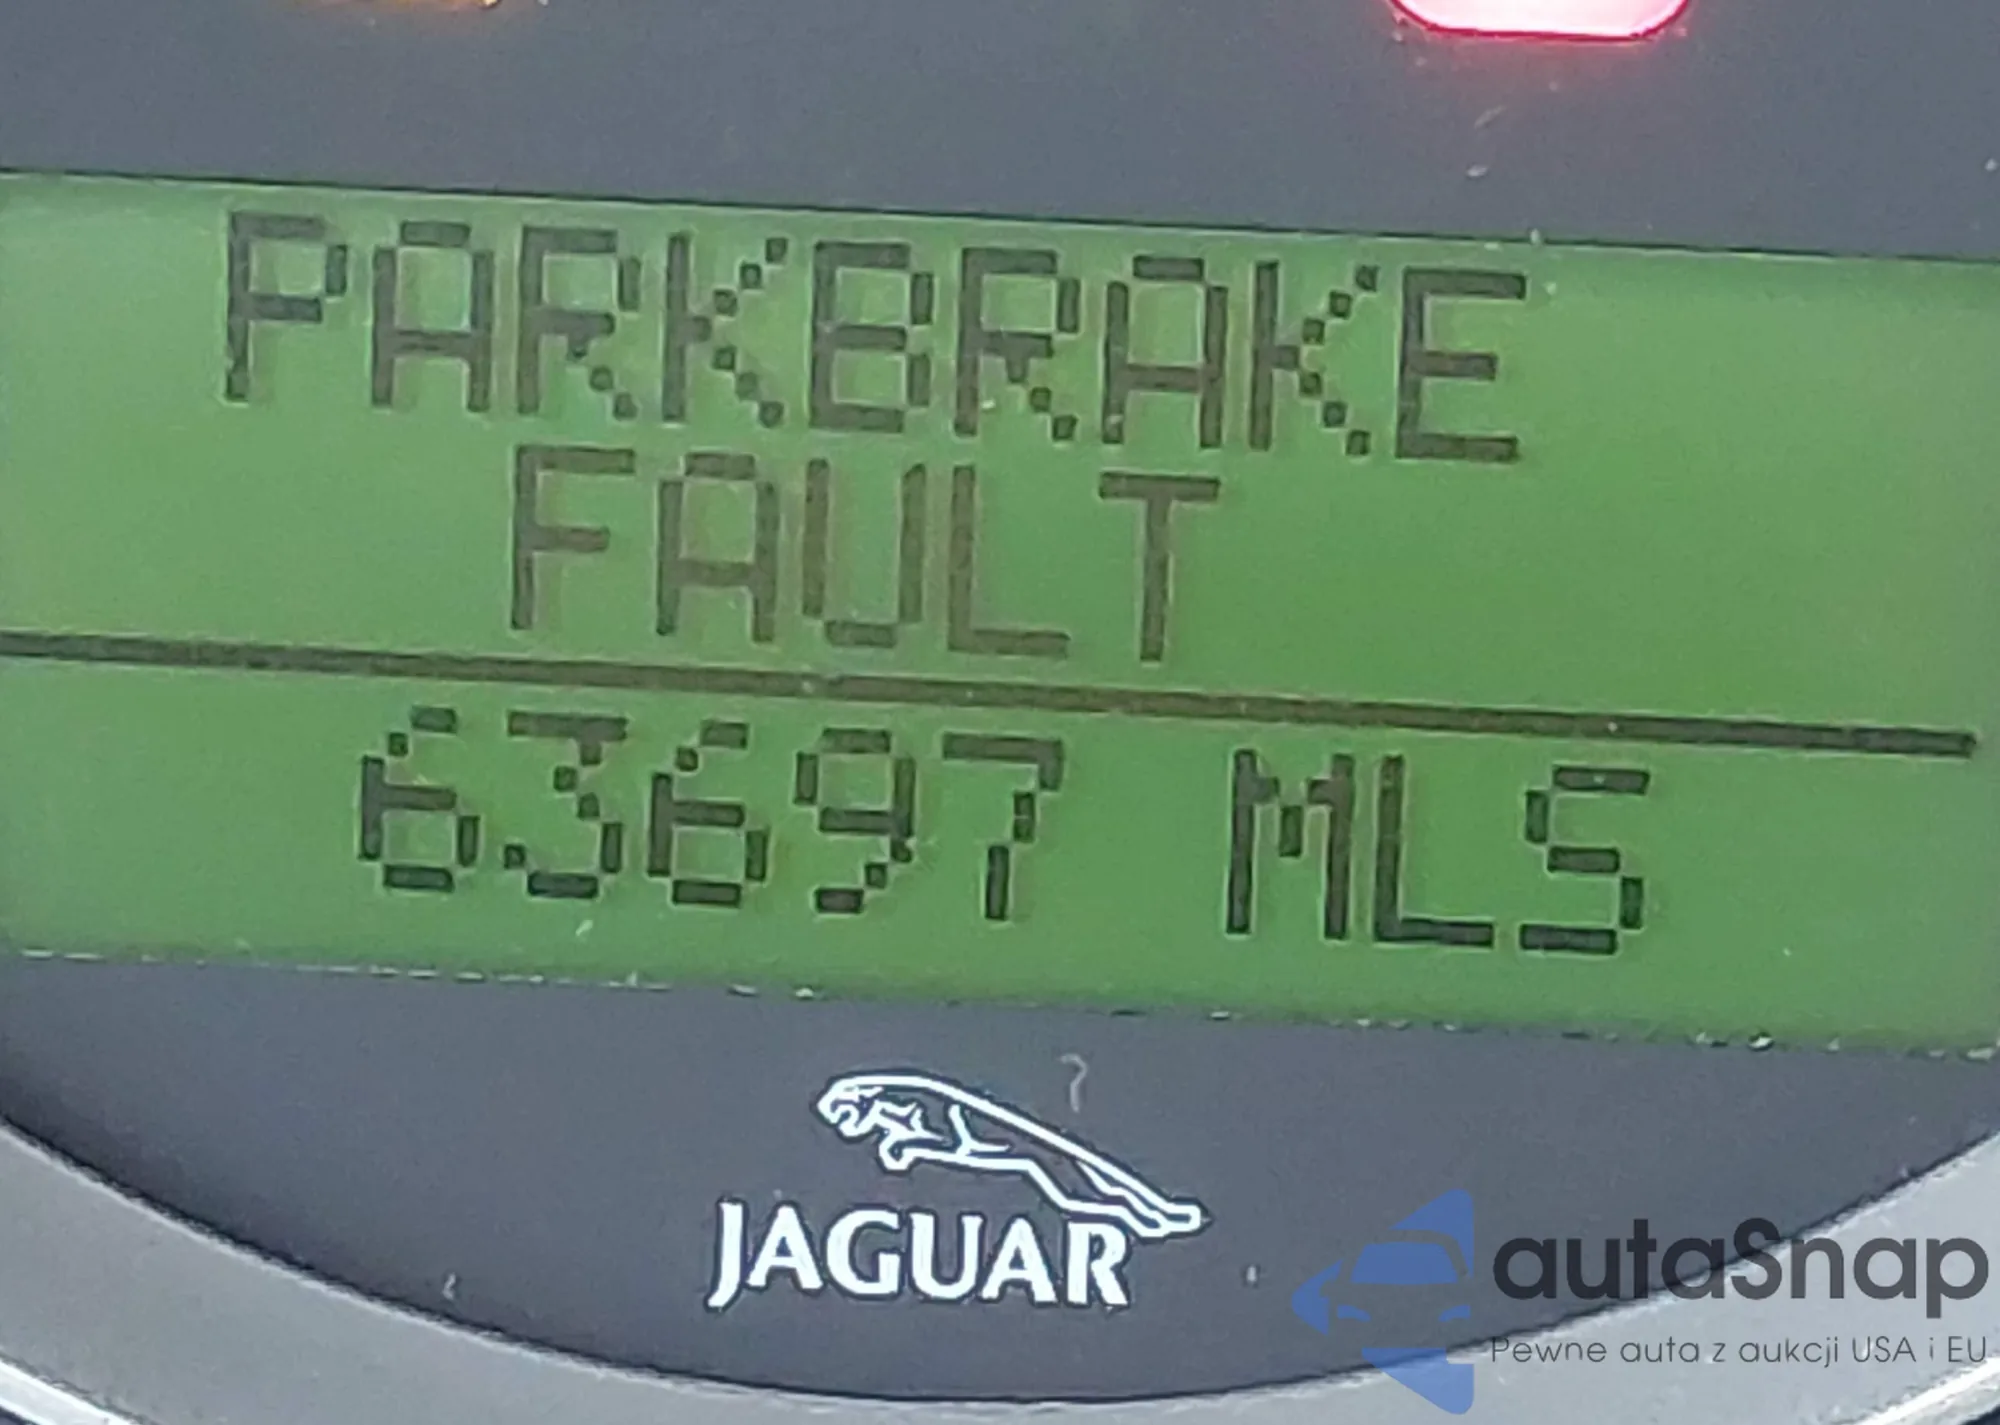 PARKBRAKE
FAULT
63697 MLS
JAGUAR
autaSnap
Pewne auta z aukcji USA i EU